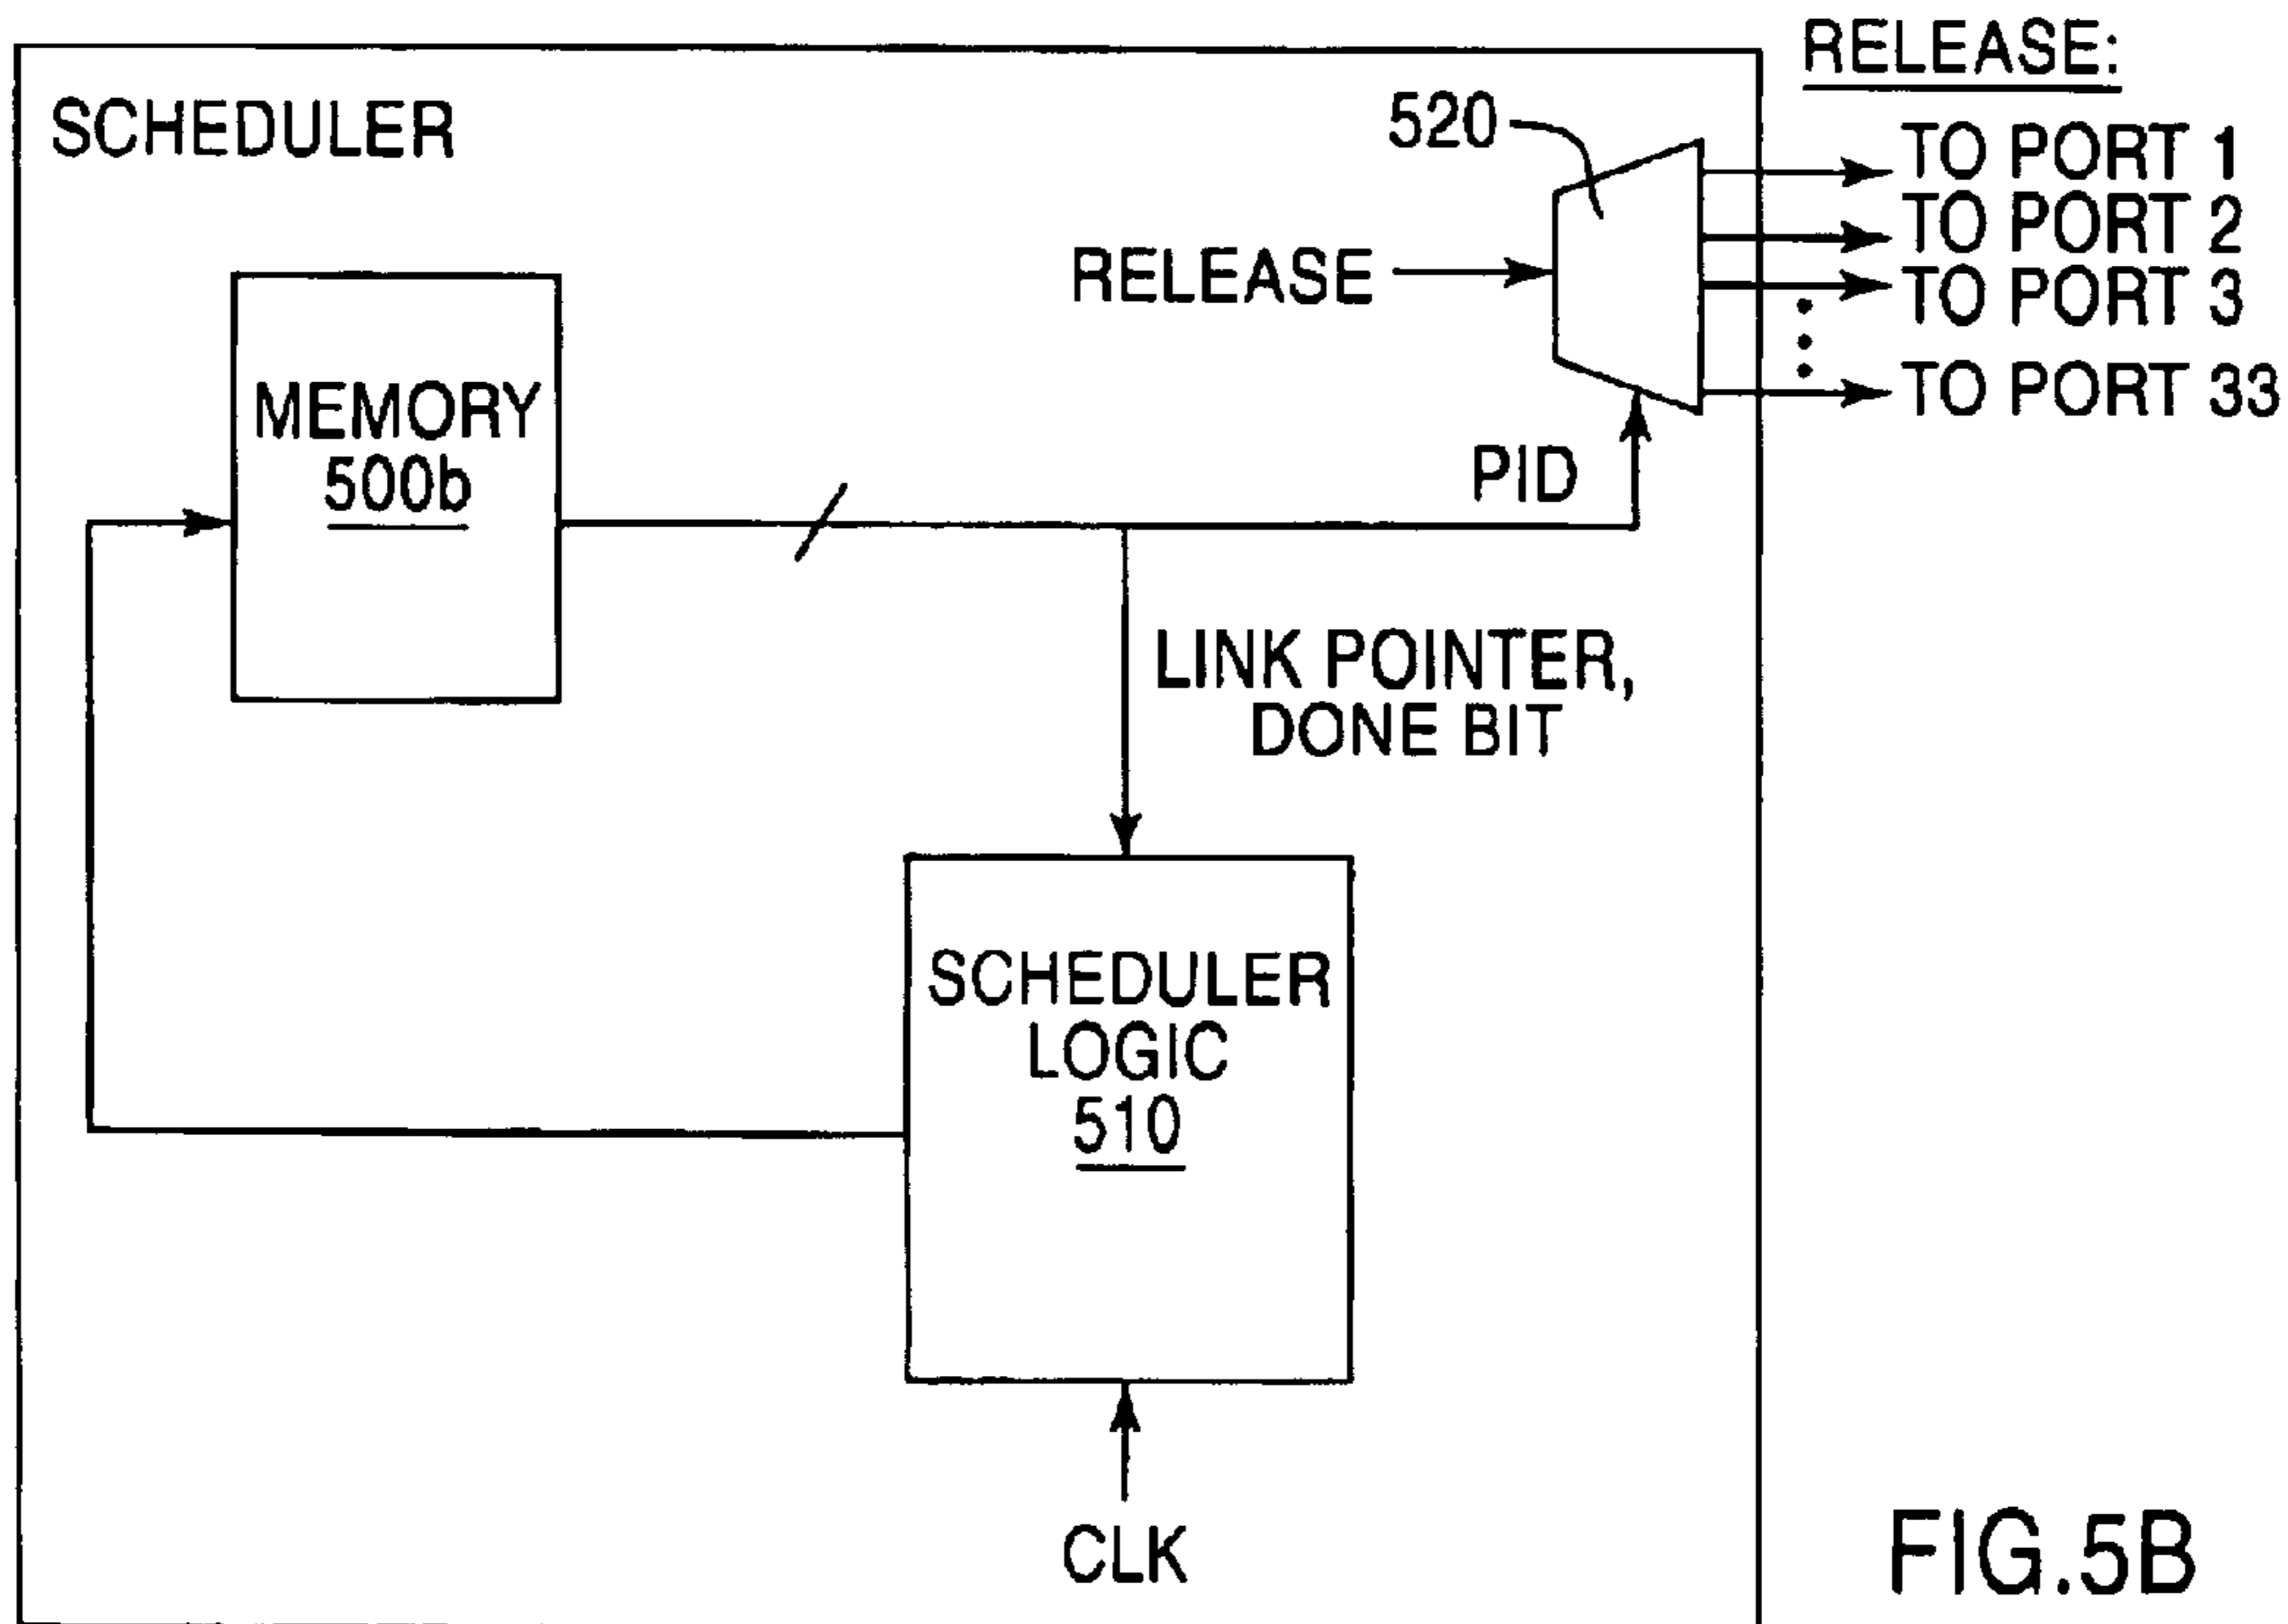 RELEASE:
SCHEDULER
520
TO PORT 1
TO PORT 2
RELEASE
TO PORT 3
TO PORT 33
MEMORY
500b
PID
LINK POINTER,
DONE BIT
SCHEDULER
LOGIC
510
CLK
FIG.5B